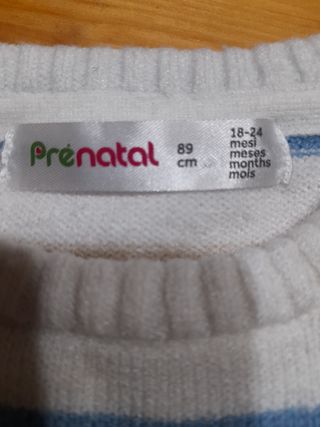 Prénatal
89
cm
18-24
mesi
meses
months
mois